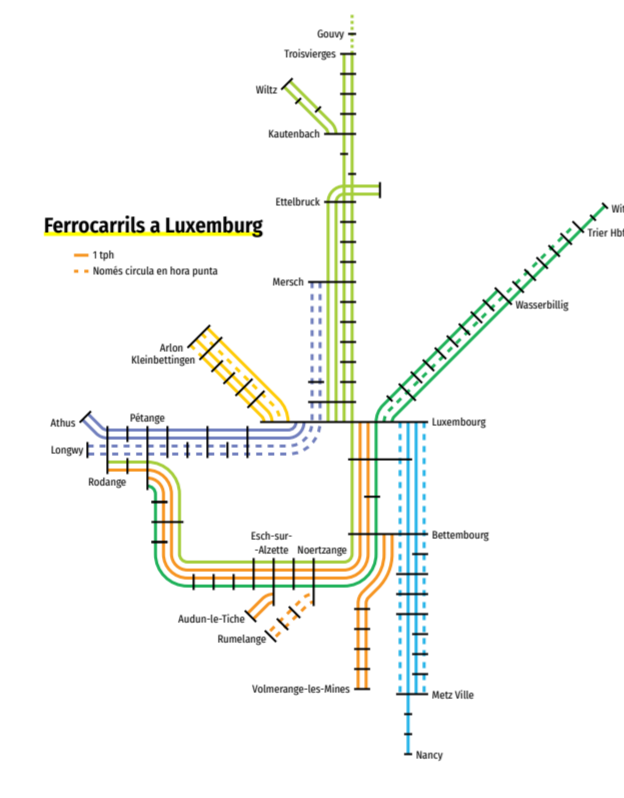 Gouvy
Troisvierges
Wiltz
Kautenbach
Ettelbruck
Ferrocarrils a Luxemburg
1 tph
Només circula en hora punta
Trier Hbf
Mersch
Wasserbillig
Arlon
Kleinbettingen
Athus
Pétange
Luxembourg
Longwy
Rodange
Esch-sur-
-Alzette
Noertzange
Bettembourg
Audun-le-Tiche
Rumelange
Volmerange-les-Mines
Metz Ville
Nancy